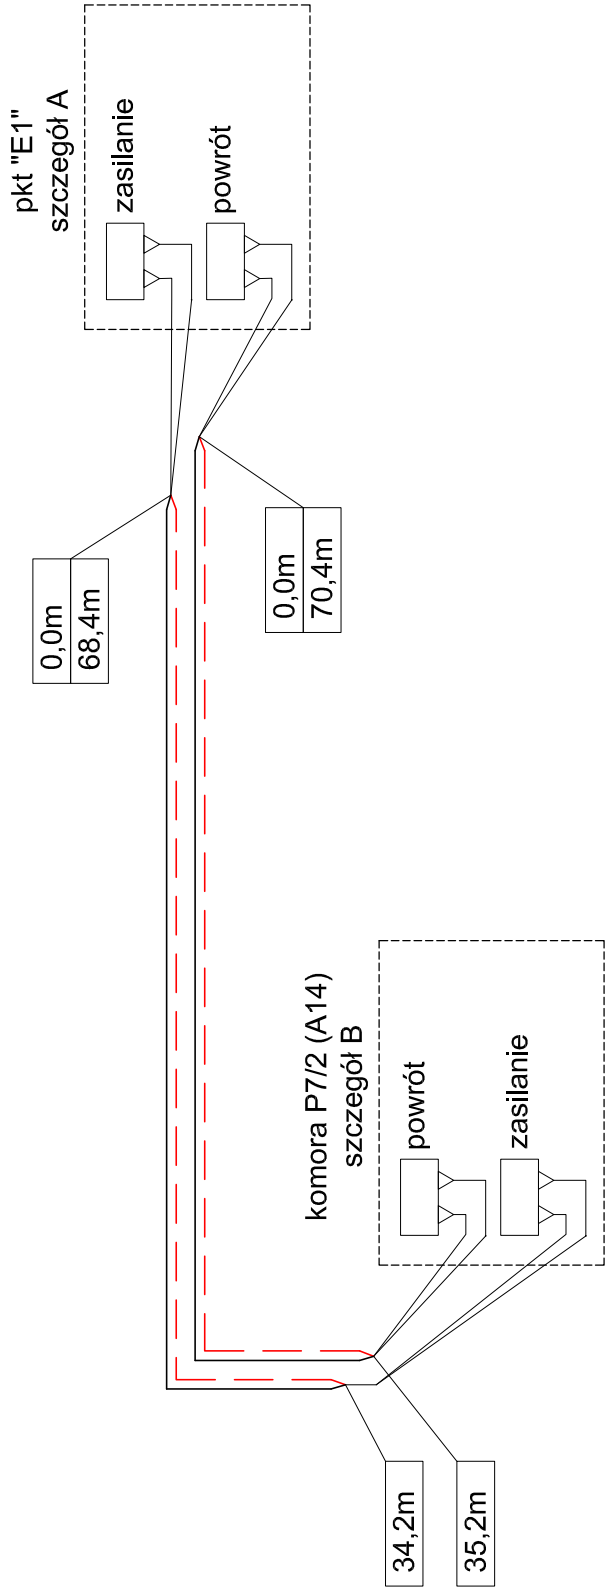 pkt "E1"
szczegół A
zasilanie
powrót
0,0m
68,4m
0,0m
70,4m
komora P7/2 (A14)
szczegół B
powrót
zasilanie
34,2m
35,2m